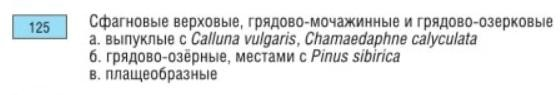 125
Сфагновые верховые, грядово-мочажинные и грядово-озерковые
а. выпуклые с Calluna vulgaris, Chamaedaphne calyculata
б. грядово-озёрные, местами с Pinus sibirica
в. плащеобразные